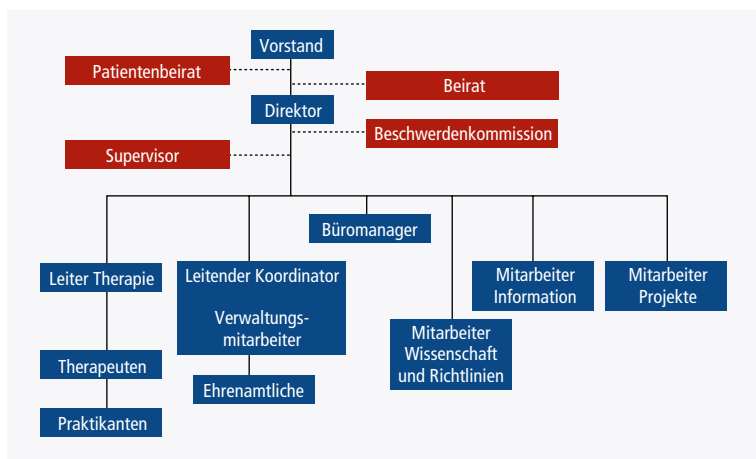 Vorstand
Patientenbeirat
Beirat
Direktor
Beschwerdenkommission
Supervisor
Büromanager
Leiter Therapie
Leitender Koordinator
Verwaltungs-
mitarbeiter
Mitarbeiter
Information
Mitarbeiter
Projekte
Mitarbeiter
Wissenschaft
und Richtlinien
Therapeuten
Ehrenamtliche
Praktikanten